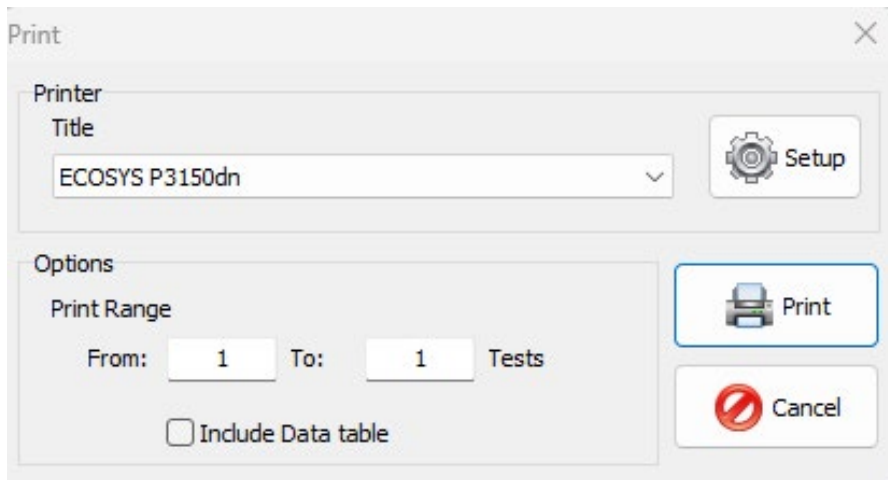 Print
Printer
Title
ECOSYS P3150dn
Setup
Options
Print Range
From: 1 To: 1 Tests
Include Data table
Print
Cancel